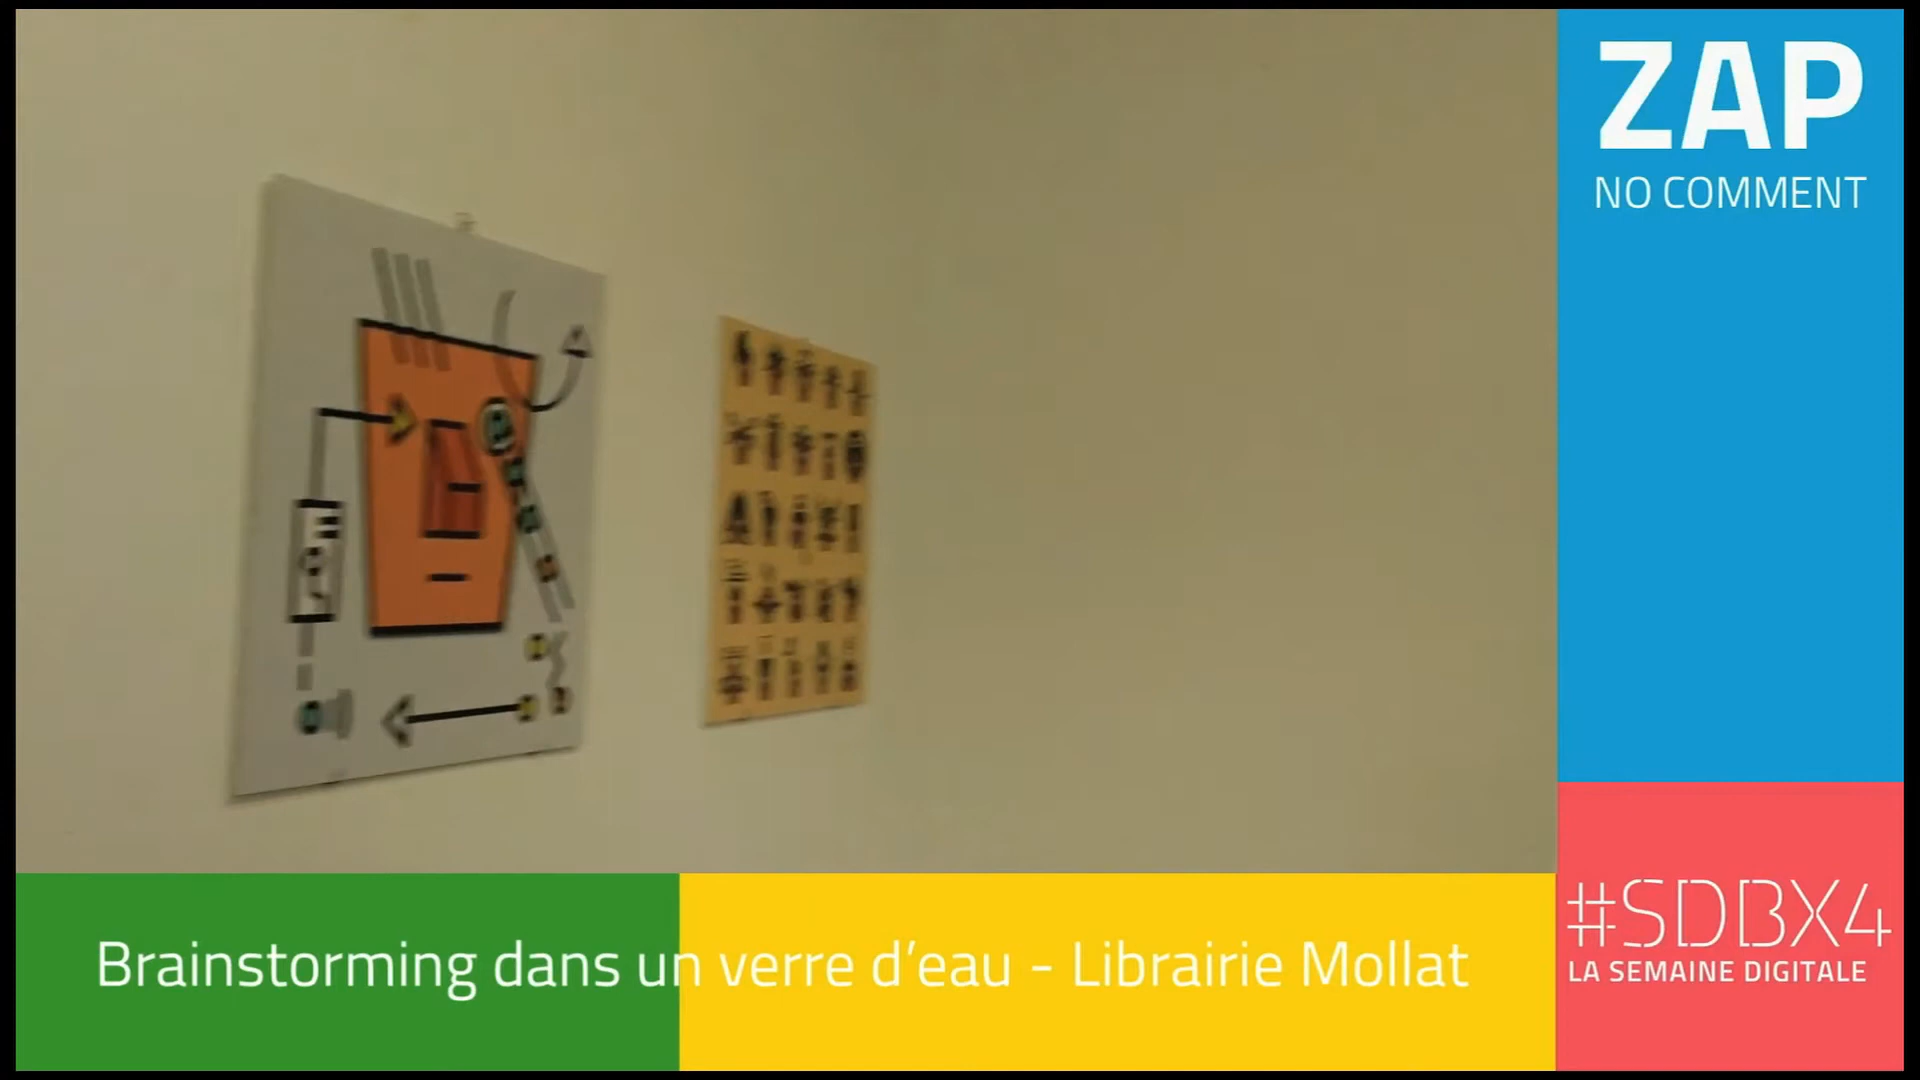 ZAP
NO COMMENT
Brainstorming dans un verre d'eau - Librairie Mollat
#SDBX4
LA SEMAINE DIGITALE